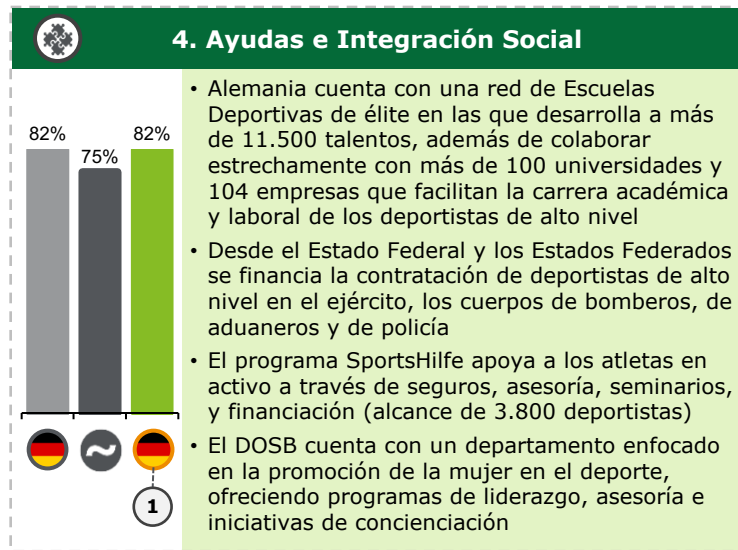 4. Ayudas e Integración Social
82%
75%
82%
1
• Alemania cuenta con una red de Escuelas
Deportivas de élite en las que desarrolla a más
de 11.500 talentos, además de colaborar
estrechamente con más de 100 universidades y
104 empresas que facilitan la carrera académica
y laboral de los deportistas de alto nivel
• Desde el Estado Federal y los Estados Federados
se financia la contratación de deportistas de alto
nivel en el ejército, los cuerpos de bomberos, de
aduaneros y de policía
• El programa SportsHilfe apoya a los atletas en
activo a través de seguros, asesoría, seminarios,
y financiación (alcance de 3.800 deportistas)
• El DOSB cuenta con un departamento enfocado
en la promoción de la mujer en el deporte,
ofreciendo programas de liderazgo, asesoría e
iniciativas de concienciación